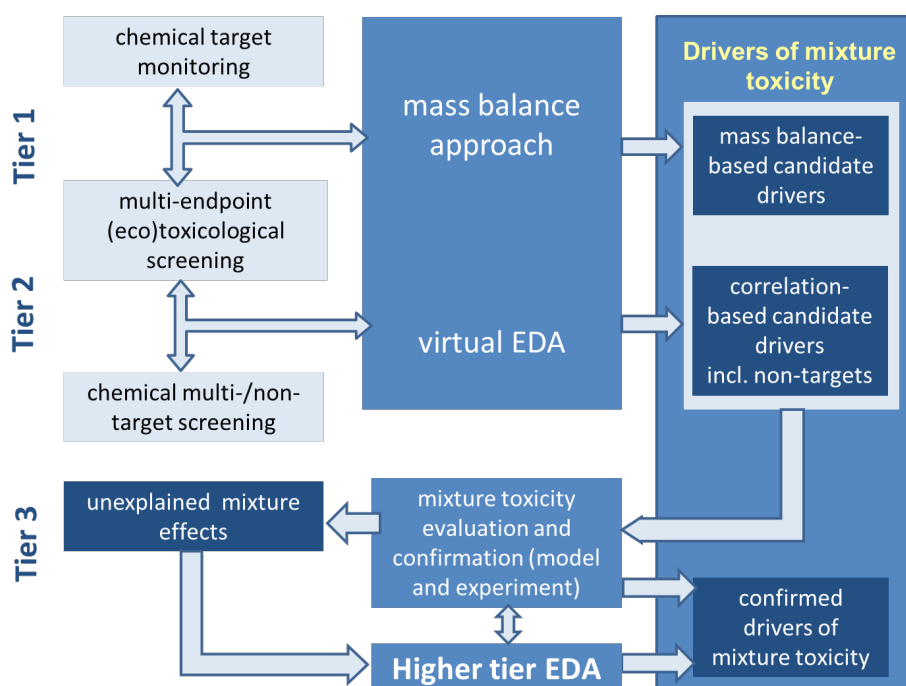 Tier 1
chemical target
monitoring
multi-endpoint
(eco)toxicological
screening
Tier 2
chemical multi-/non-
target screening
mass balance
approach
virtual EDA
Drivers of mixture
toxicity
mass balance-
based candidate
drivers
correlation-
based candidate
drivers
incl. non-targets
Tier 3
unexplained mixture
effects
mixture toxicity
evaluation and
confirmation (model
and experiment)
Higher tier EDA
confirmed
drivers of
mixture toxicity